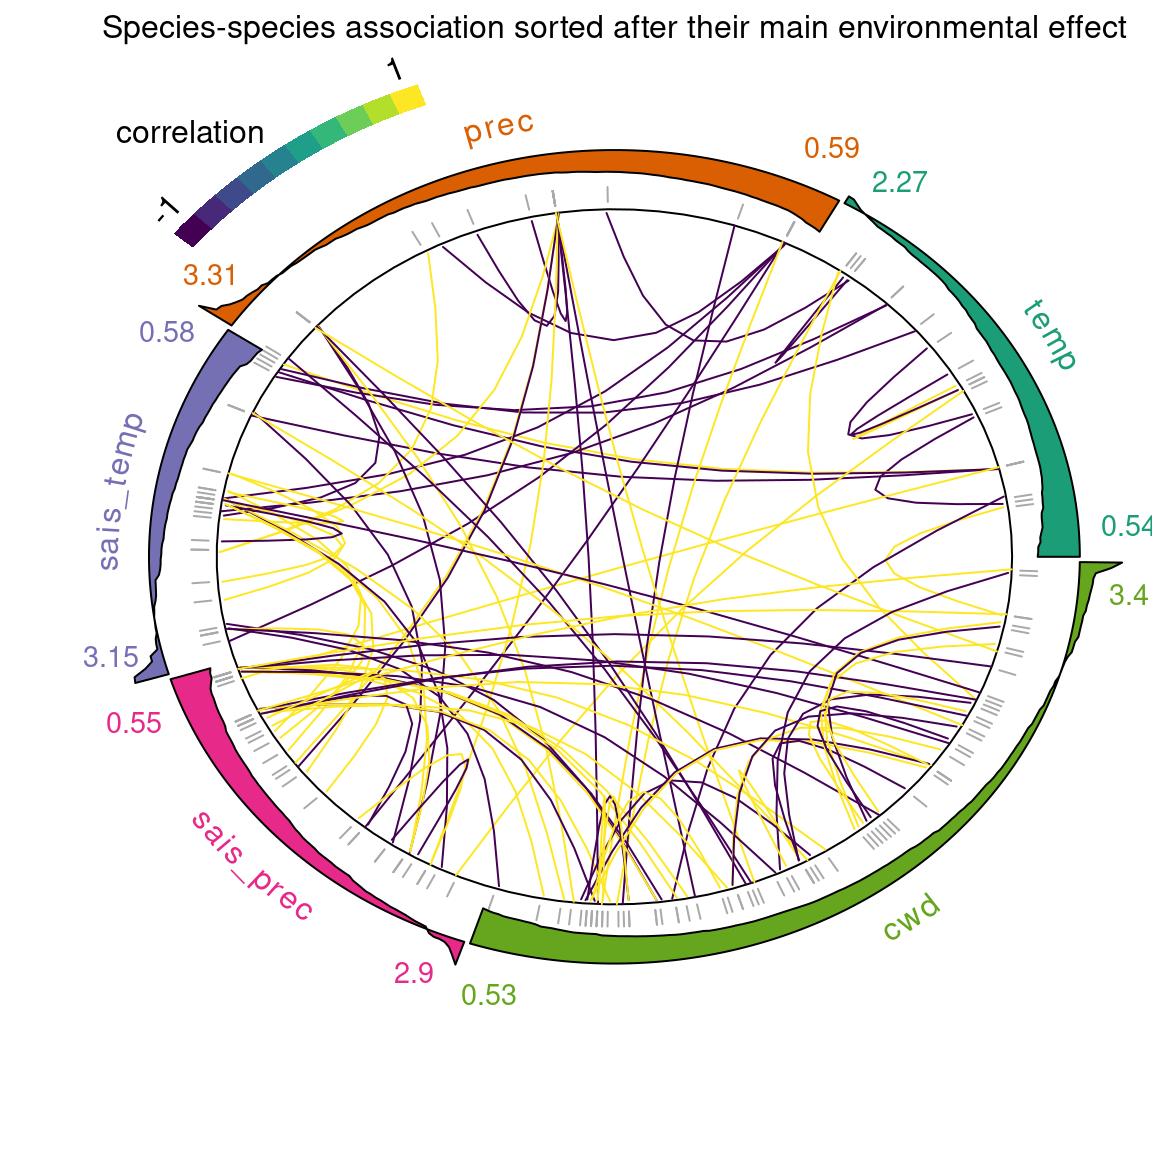 Species-species association sorted after their main environmental effect
1
correlation
-1
prec
0.59
2.27
3.31
0.58
temp
sais_temp
0.54
3.4
3.15
0.55
sais_prec
cwd
2.9
0.53